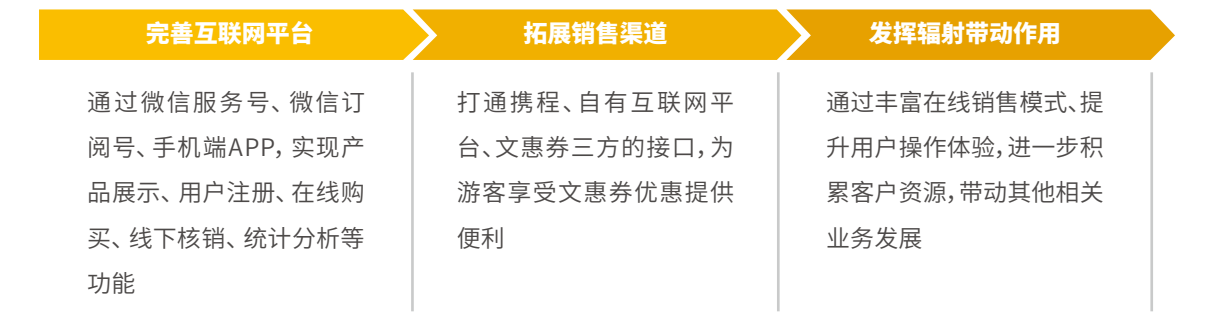 完善互联网平台
通过微信服务号、微信订
阅号、手机端APP，实现产
品展示、用户注册、在线购
买、线下核销、统计分析等
功能
拓展销售渠道
打通携程、自有互联网平
台、文惠券三方的接口，为
游客享受文惠券优惠提供
便利
发挥辐射带动作用
通过丰富在线销售模式、提
升用户操作体验，进一步积
累客户资源，带动其他相关
业务发展